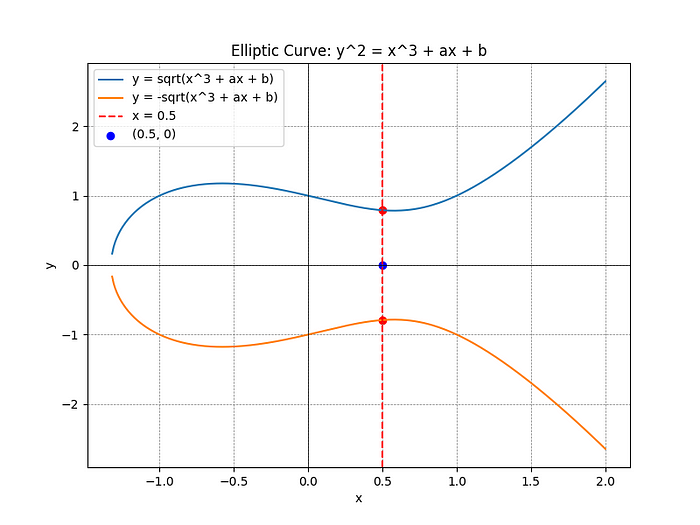 Elliptic Curve: y^2 = x^3 + ax + b
y = sqrt(x^3 + ax + b)
y = -sqrt(x^3 + ax + b)
x = 0.5
(0.5, 0)
2
1
0
−1
−2
y
−1.0 −0.5 0.0 0.5 1.0 1.5 2.0
x